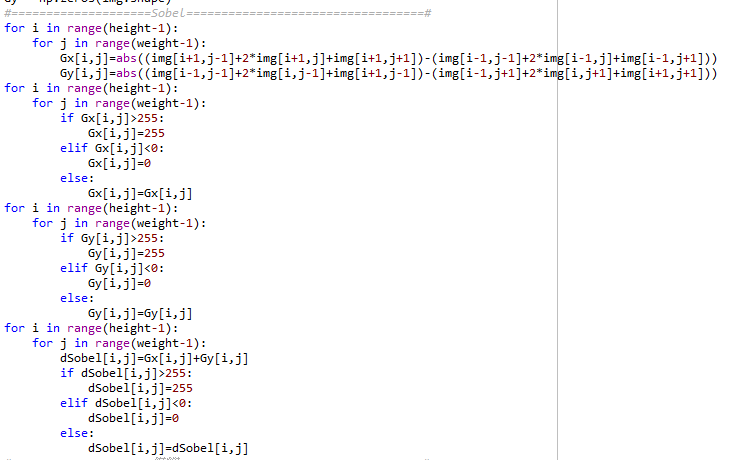 #====================Sobel==================================#
for i in range(height-1):
    for j in range(weight-1):
        Gx[i,j]=abs((img[i+1,j-1]+2*img[i+1,j]+img[i+1,j+1])-(img[i-1,j-1]+2*img[i-1,j]+img[i-1,j+1]))
        Gy[i,j]=abs((img[i-1,j-1]+2*img[i,j-1]+img[i+1,j-1])-(img[i-1,j+1]+2*img[i,j+1]+img[i+1,j+1]))
for i in range(height-1):
    for j in range(weight-1):
        if Gx[i,j]>255:
            Gx[i,j]=255
        elif Gx[i,j]<0:
            Gx[i,j]=0
        else:
            Gx[i,j]=Gx[i,j]
for i in range(height-1):
    for j in range(weight-1):
        if Gy[i,j]>255:
            Gy[i,j]=255
        elif Gy[i,j]<0:
            Gy[i,j]=0
        else:
            Gy[i,j]=Gy[i,j]
for i in range(height-1):
    for j in range(weight-1):
        dSobel[i,j]=Gx[i,j]+Gy[i,j]
        if dSobel[i,j]>255:
            dSobel[i,j]=255
        elif dSobel[i,j]<0:
            dSobel[i,j]=0
        else:
            dSobel[i,j]=dSobel[i,j]